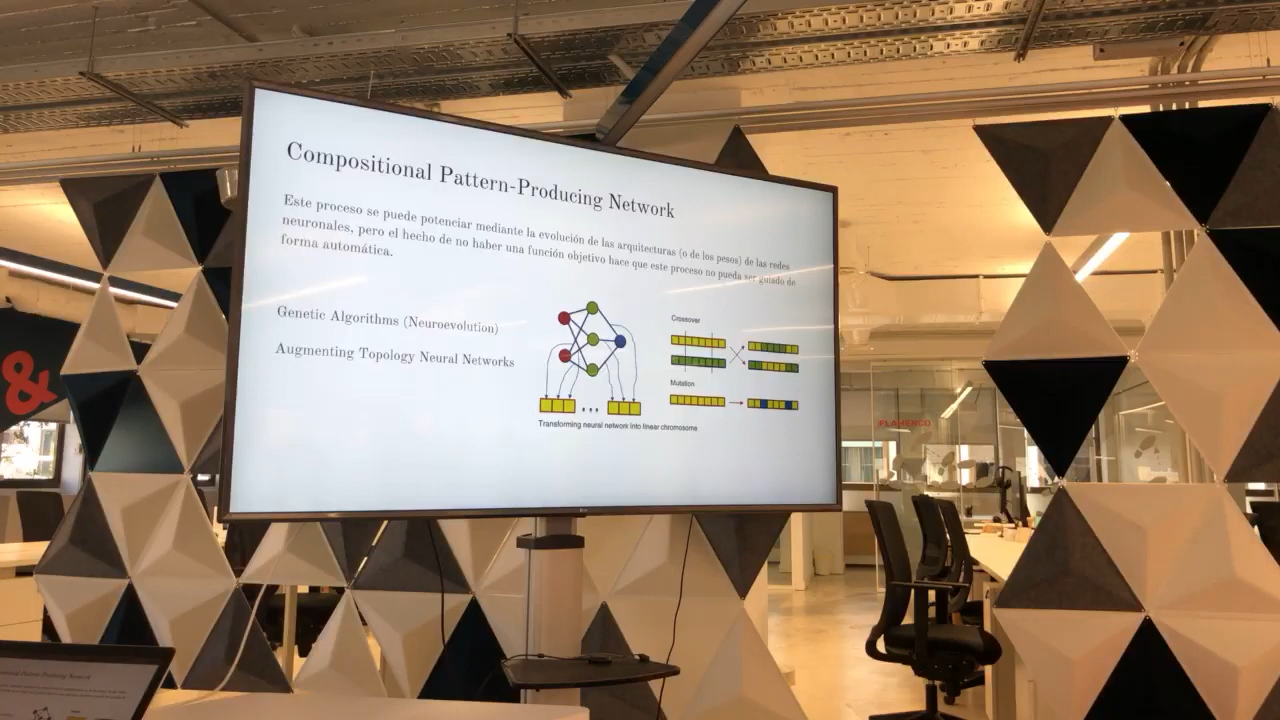 Compositional Pattern-Producing Network
Este proceso se puede potenciar mediante la evolución de las arquitecturas (o de los pesos) de las redes
neuronales, pero el hecho de no haber una función objetivo hace que este proceso no pueda ser guiado de
forma automática.
Genetic Algorithms (Neuroevolution)
Augmenting Topology Neural Networks
Crossover
Mutation
Transforming neural network into linear chromosome
&
FLAMENCO